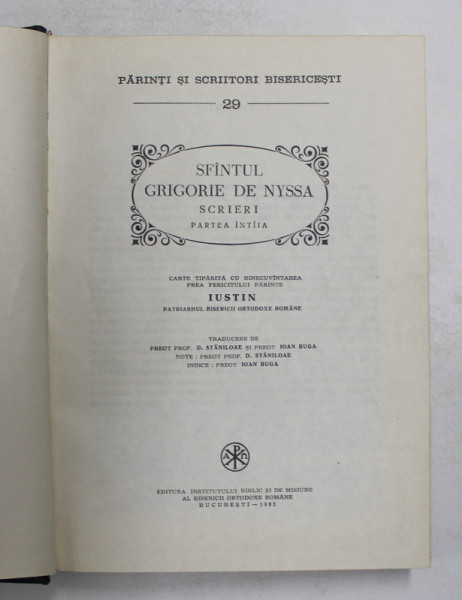 PĂRINȚI ȘI SCRIITORI BISERICEȘTI
29
SFÎNTUL
GRIGORIE DE NYSSA
SCRIERI
PARTEA ÎNTÎIA
CARTE TIPĂRITĂ CU BINECUVÎNTAREA
PREA FERICITULUI PĂRINTE
IUSTIN
PATRIARHUL BISERICII ORTODOXE ROMÂNE
TRADUCERE DE
PREOT PROF. D. STĂNILOAE ȘI PREOT IOAN BUGA
NOTE : PREOT PROF. D. STĂNILOAE
INDICE : PREOT IOAN BUGA
EDITURA INSTITUTULUI BIBLIC ȘI DE MISIUNE
AL BISERICII ORTODOXE ROMÂNE
BUCUREȘTI — 1982